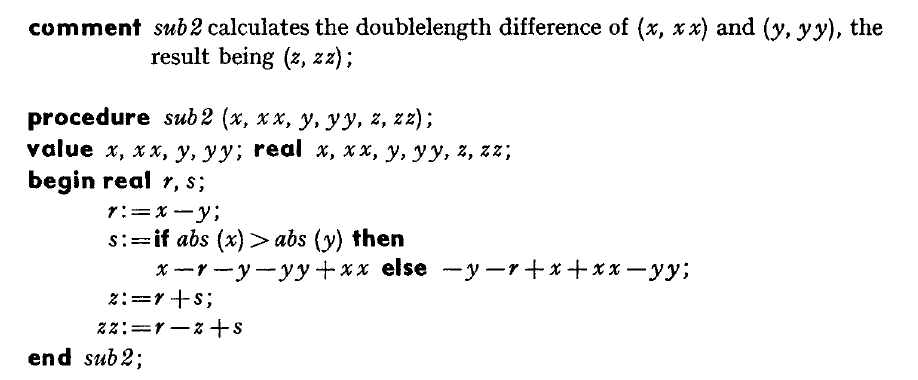 comment sub2 calculates the doublelength difference of (x, xx) and (y, yy), the
result being (z, zz);
procedure sub2 (x, xx, y, yy, z, zz);
value x, xx, y, yy; real x, xx, y, yy, z, zz;
begin real r, s;
r:=x-y;
s:=if abs (x)>abs (y) then
x-r-y-yy+xx else -y-r+x+xx-yy;
z:=r+s;
zz:=r-z+s
end sub2;